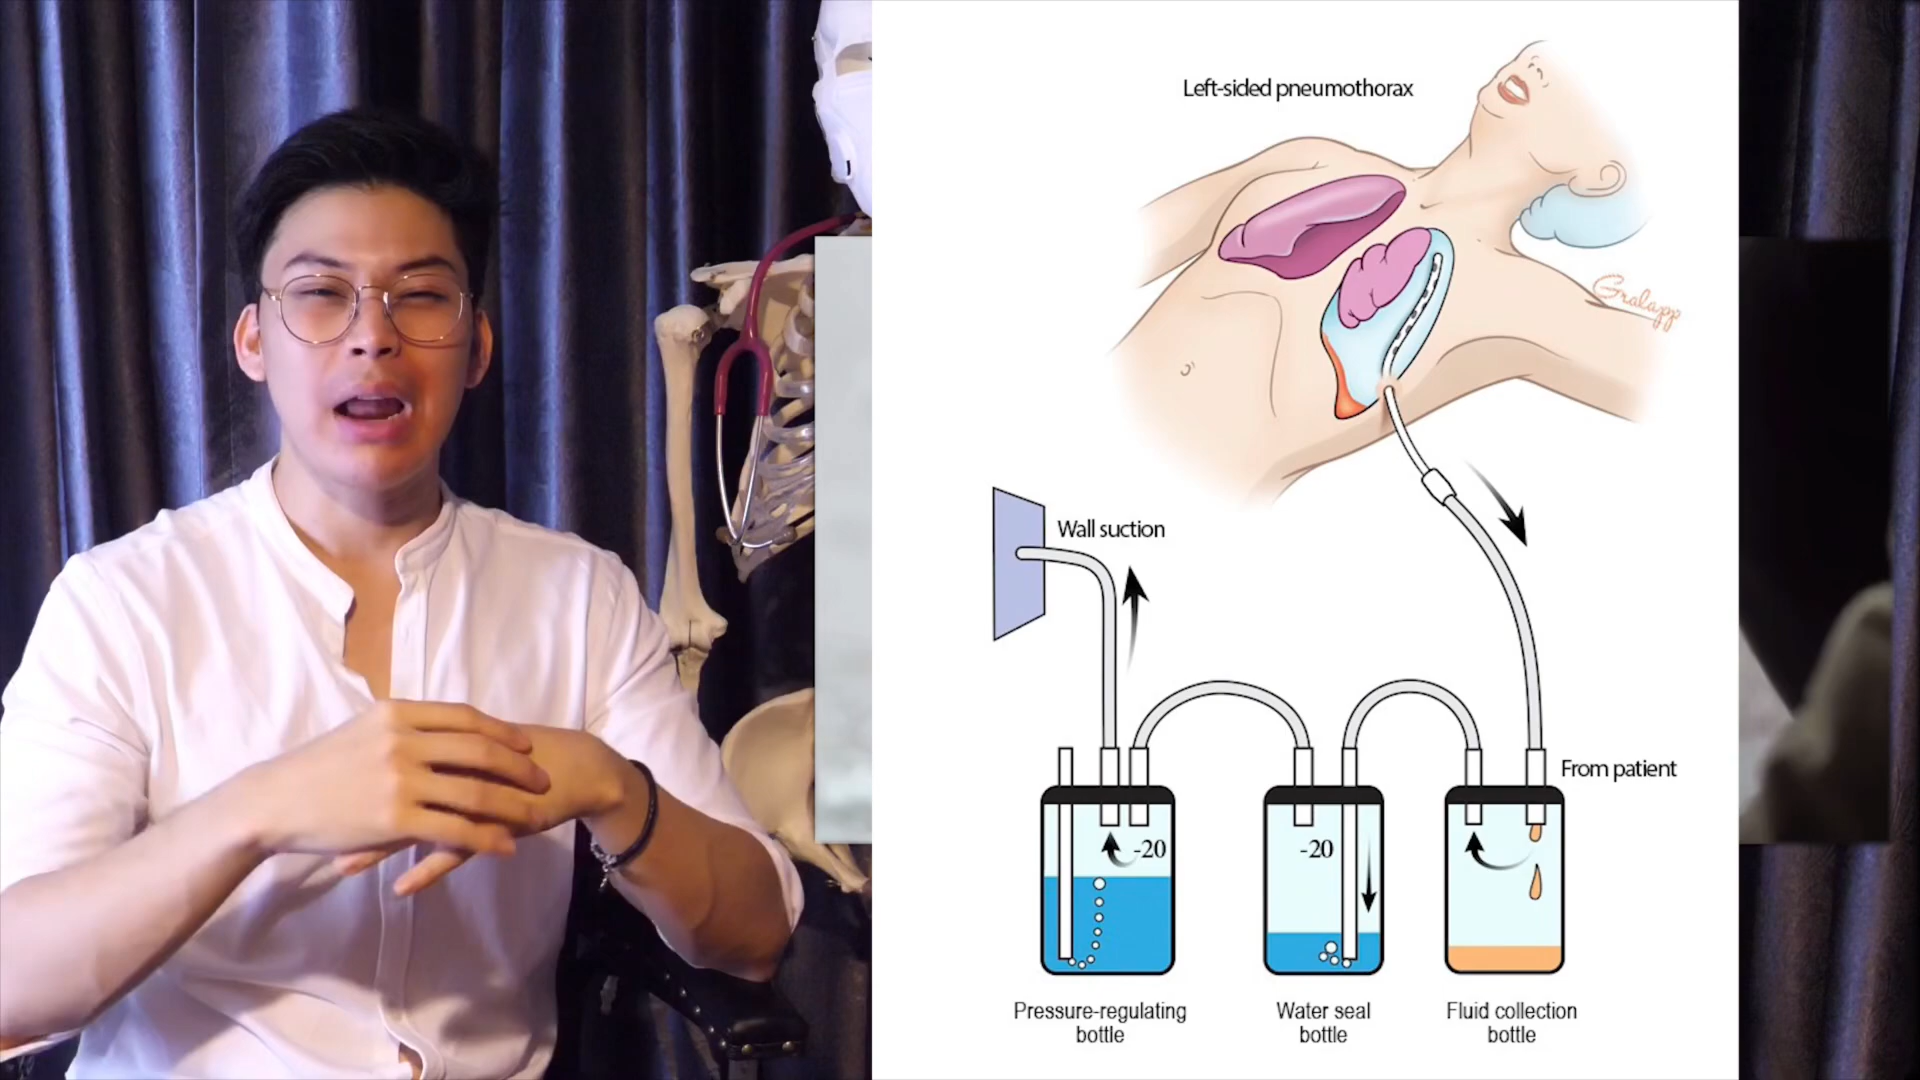 Left-sided pneumothorax
Gralapp
Wall suction
From patient
-20
-20
Pressure-regulating
bottle
Water seal
bottle
Fluid collection
bottle